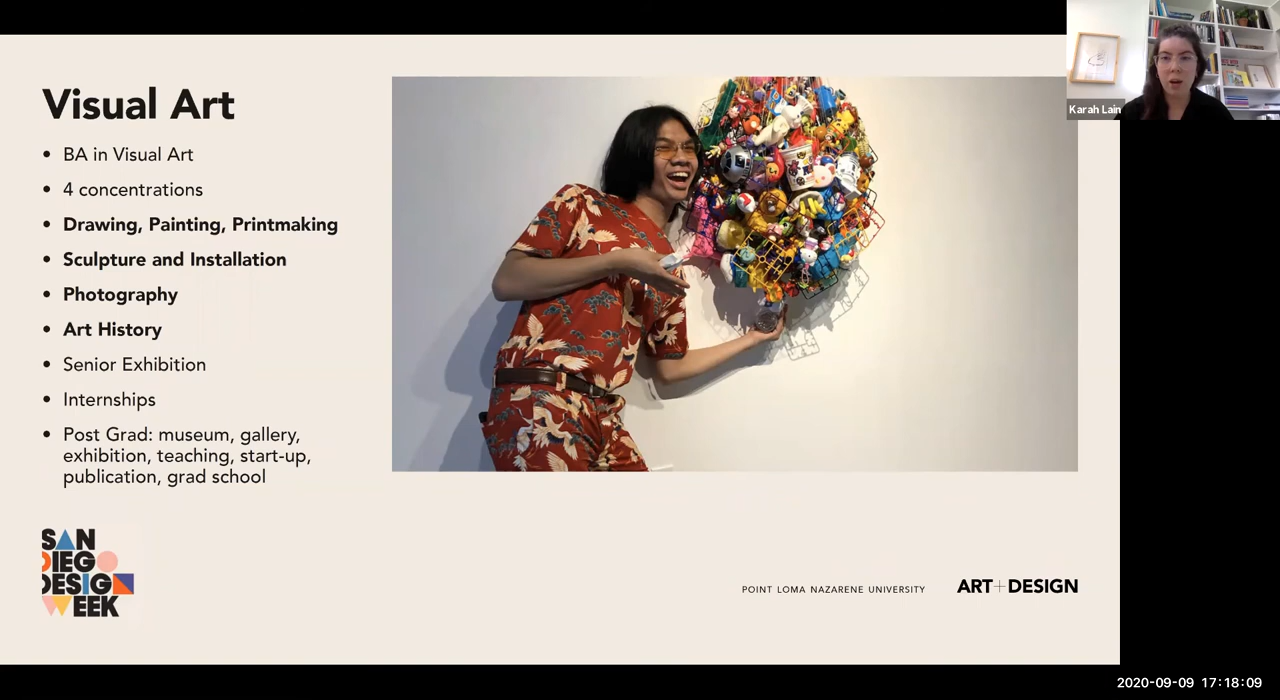 Visual Art
• BA in Visual Art
• 4 concentrations
• Drawing, Painting, Printmaking
• Sculpture and Installation
• Photography
• Art History
• Senior Exhibition
• Internships
• Post Grad: museum, gallery,
exhibition, teaching, start-up,
publication, grad school
SAN
DIEGO
DESIGN
WEEK
POINT LOMA NAZARENE UNIVERSITY
ART+DESIGN
Karah Lain
2020-09-09 17:18:09